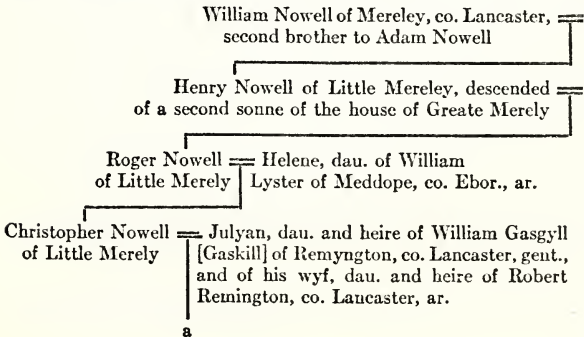 William Nowell of Mereley, co. Lancaster,
second brother to Adam Nowell
Henry Nowell of Little Mereley, descended
of a second sonne of the house of Greate Merely
Roger Nowell
of Little Merely
Helene, dau. of William
Lyster of Meddope, co. Ebor., ar.
Christopher Nowell
of Little Merely
Julyan, dau. and heire of William Gasgyll
[Gaskill] of Remyngton, co. Lancaster, gent.,
and of his wyf, dau. and heire of Robert
Remington, co. Lancaster, ar.
a